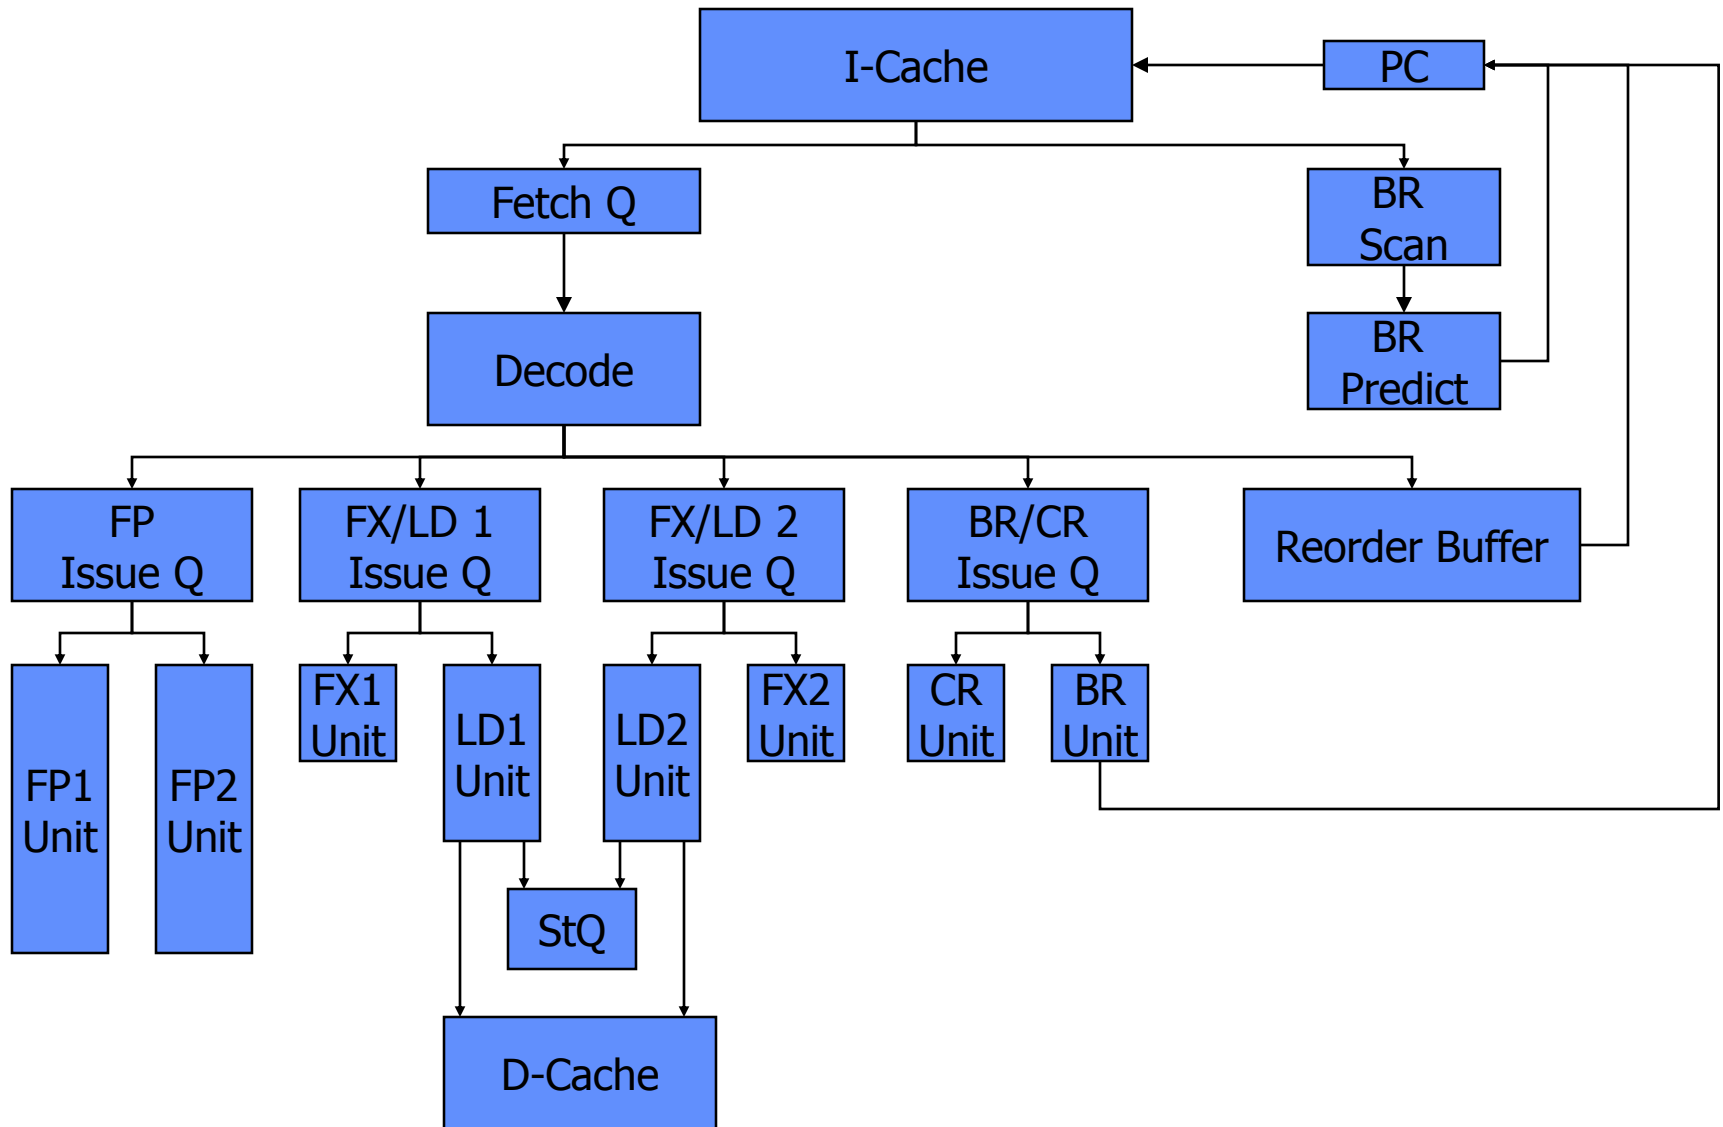 I-Cache
PC
Fetch Q
BR
Scan
Decode
BR
Predict
FP
Issue Q
FX/LD 1
Issue Q
FX/LD 2
Issue Q
BR/CR
Issue Q
Reorder Buffer
FP1
Unit
FP2
Unit
FX1
Unit
LD1
Unit
LD2
Unit
FX2
Unit
CR
Unit
BR
Unit
StQ
D-Cache